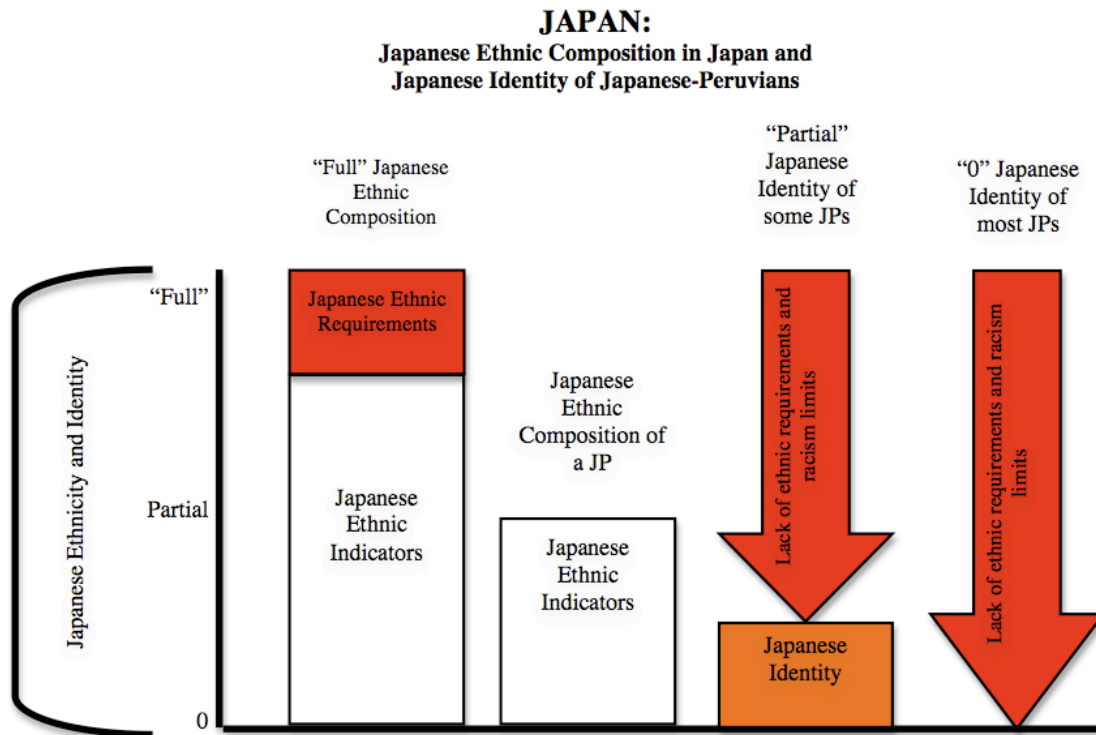 JAPAN:
Japanese Ethnic Composition in Japan and
Japanese Identity of Japanese-Peruvians
“Full” Japanese
Ethnic
Composition
“Partial”
Japanese
Identity of
some JPs
“0” Japanese
Identity of
most JPs
Japanese Ethnicity and Identity
“Full”
Partial
0
Japanese Ethnic
Requirements
Japanese
Ethnic
Indicators
Japanese
Ethnic
Composition of
a JP
Japanese
Ethnic
Indicators
Lack of ethnic requirements and
racism limits
Japanese
Identity
Lack of ethnic requirements and racism
limits